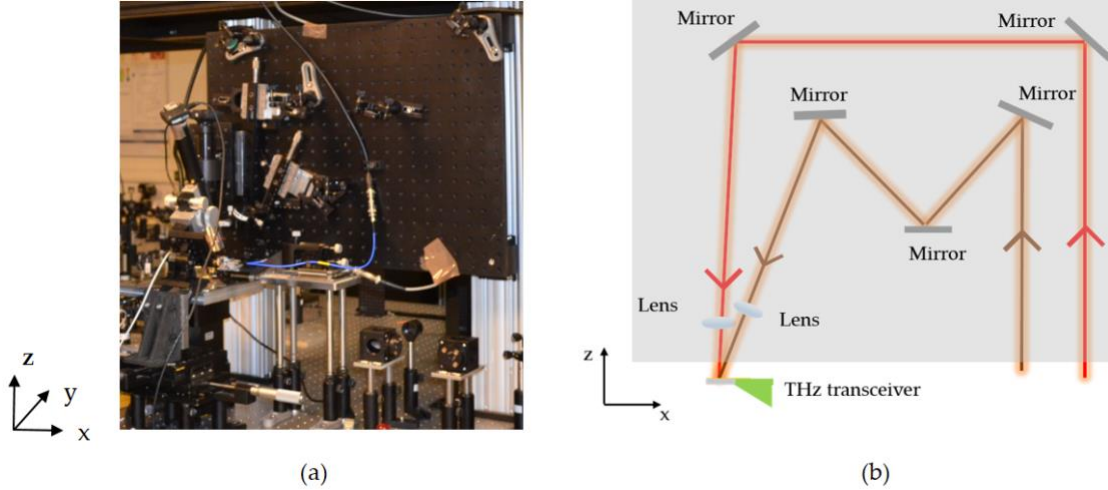 z
y
x
(a)
Mirror
Mirror
Mirror
Mirror
Mirror
Lens
Lens
z
x
THz transceiver
(b)